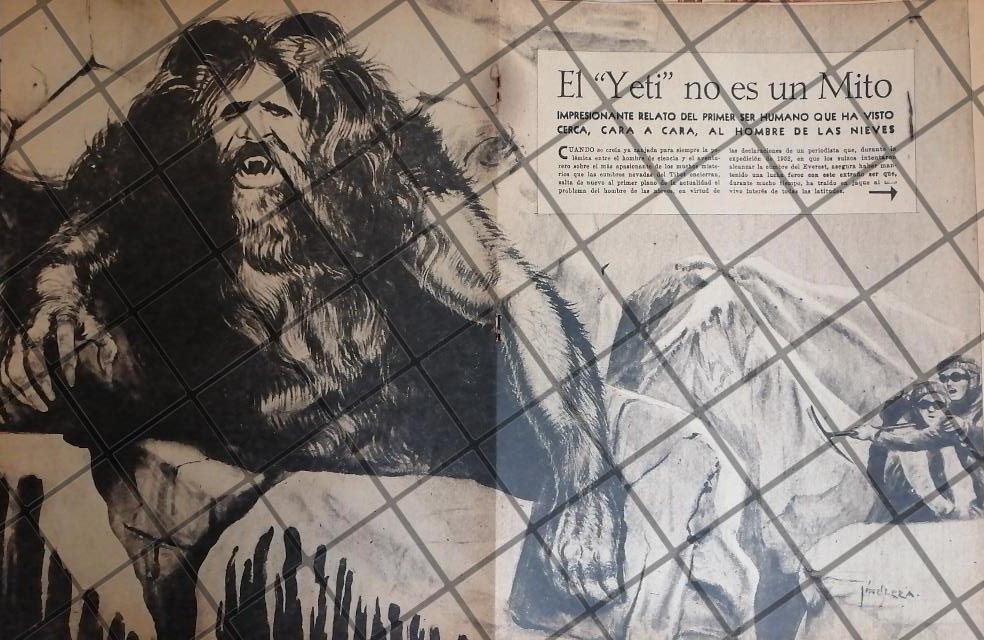 El “Yeti” no es un Mito
IMPRESIONANTE RELATO DEL PRIMER SER HUMANO QUE HA VISTO
CERCA, CARA A CARA, AL HOMBRE DE LAS NIEVES
CUANDO se creía ya zanjada para siempre la po-
lémica entre el hombre de ciencia y el aventu-
rero sobre el más apasionante de los muchos miste-
rios que las cumbres nevadas del Tíbet encierran,
salta de nuevo al primer plano de la actualidad el
problema del hombre de las nieves, en virtud de
las declaraciones de un periodista que, durante la
expedición de 1952, en que los suizos intentaron
alcanzar la cumbre del Everest, asegura haber man-
tenido una lucha feroz con este extraño ser que,
durante mucho tiempo, ha traído en jaque al
vivo interés de todas las latitudes.